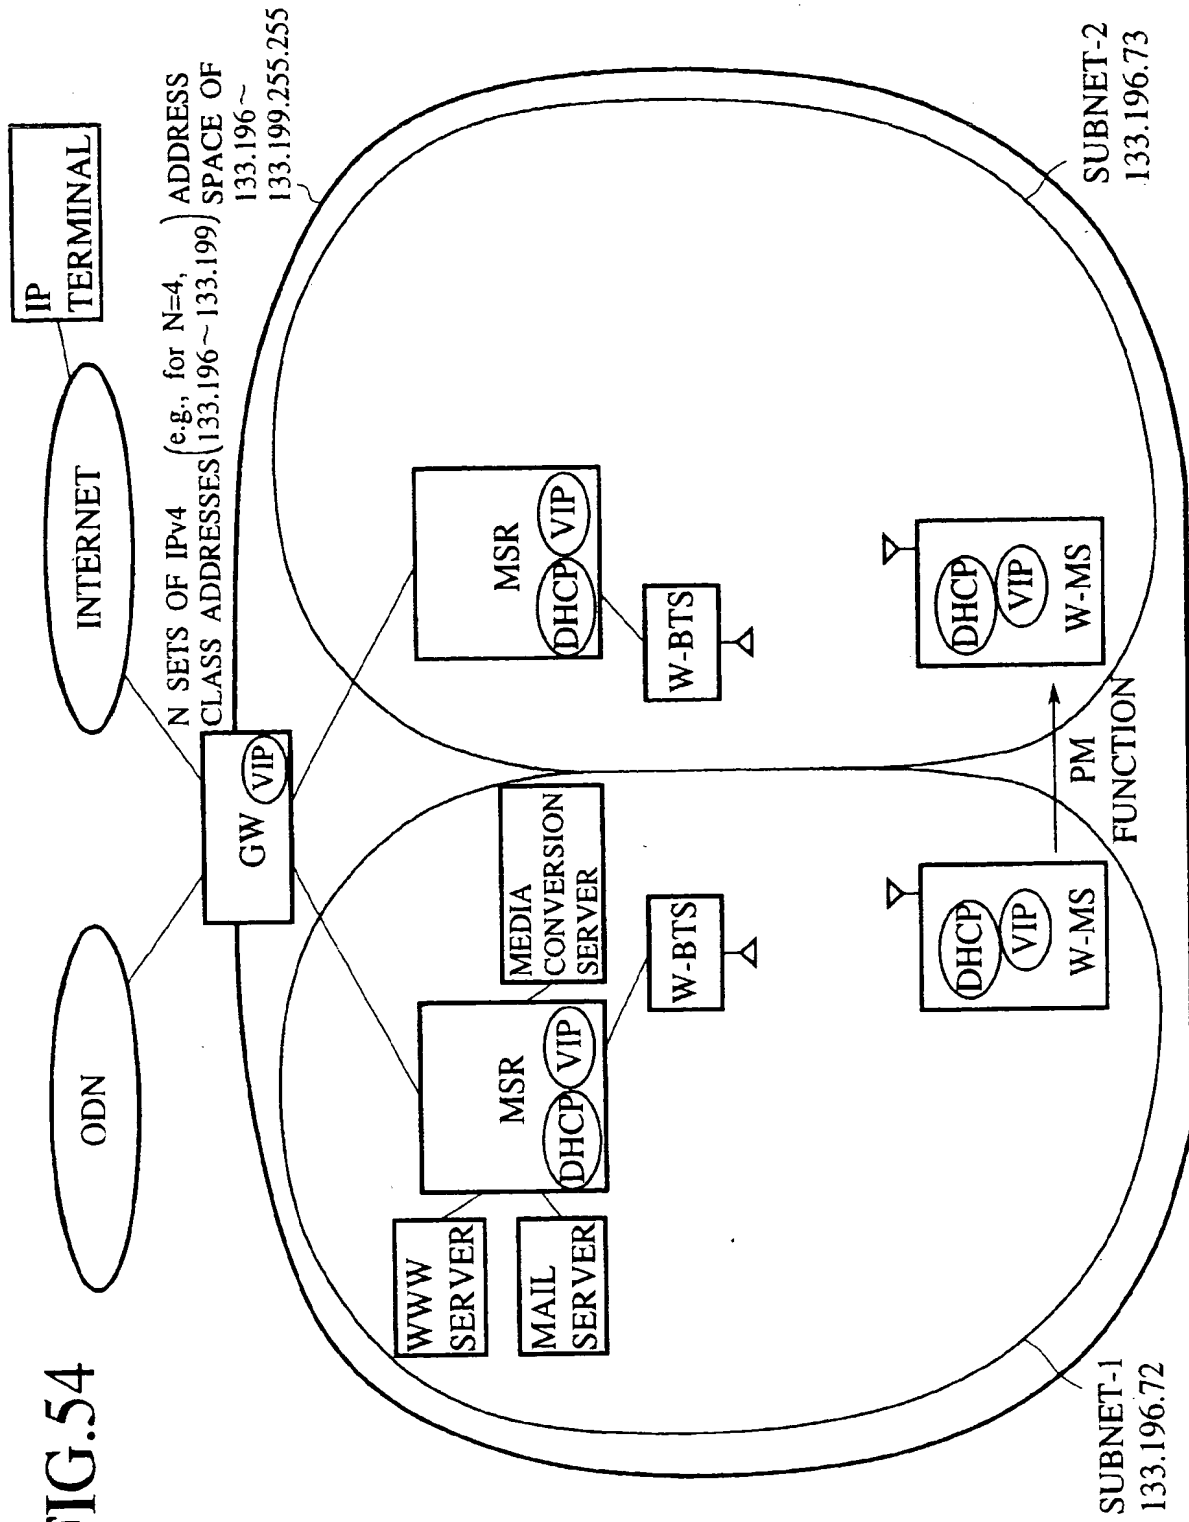 FIG.54
ODN
INTERNET
IP
TERMINAL
GW
VIP
N SETS OF IPv4
CLASS ADDRESSES
(e.g., for N=4,
133.196~133.199)
ADDRESS
SPACE OF
133.196~
133.199.255.255
WWW
SERVER
MAIL
SERVER
MSR
DHCP
VIP
MEDIA
CONVERSION
SERVER
W-BTS
MSR
DHCP
VIP
W-BTS
DHCP
VIP
W-MS
PM
FUNCTION
DHCP
VIP
W-MS
SUBNET-1
133.196.72
SUBNET-2
133.196.73